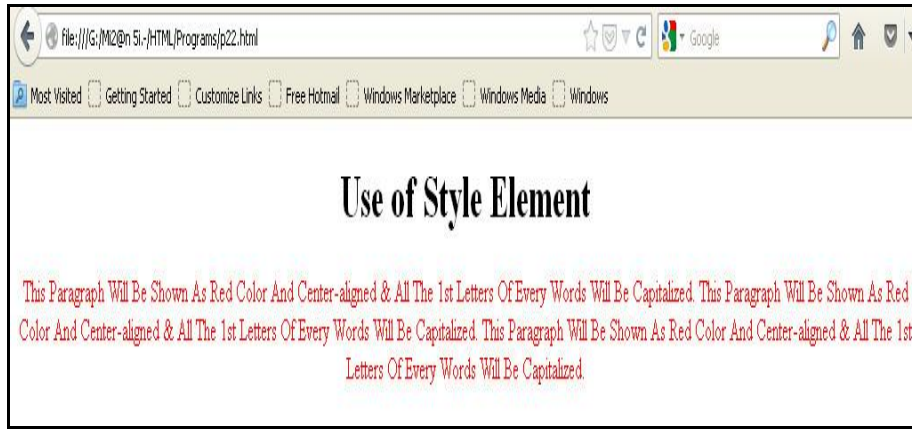 file:///G:/Mi2@n 5i.-/HTML/Programs/p22.html Google
Most Visited Getting Started Customize Links Free Hotmail Windows Marketplace Windows Media Windows
Use of Style Element
This Paragraph Will Be Shown As Red Color And Center-aligned & All The 1st Letters Of Every Words Will Be Capitalized. This Paragraph Will Be Shown As Red
Color And Center-aligned & All The 1st Letters Of Every Words Will Be Capitalized. This Paragraph Will Be Shown As Red Color And Center-aligned & All The 1st
Letters Of Every Words Will Be Capitalized.